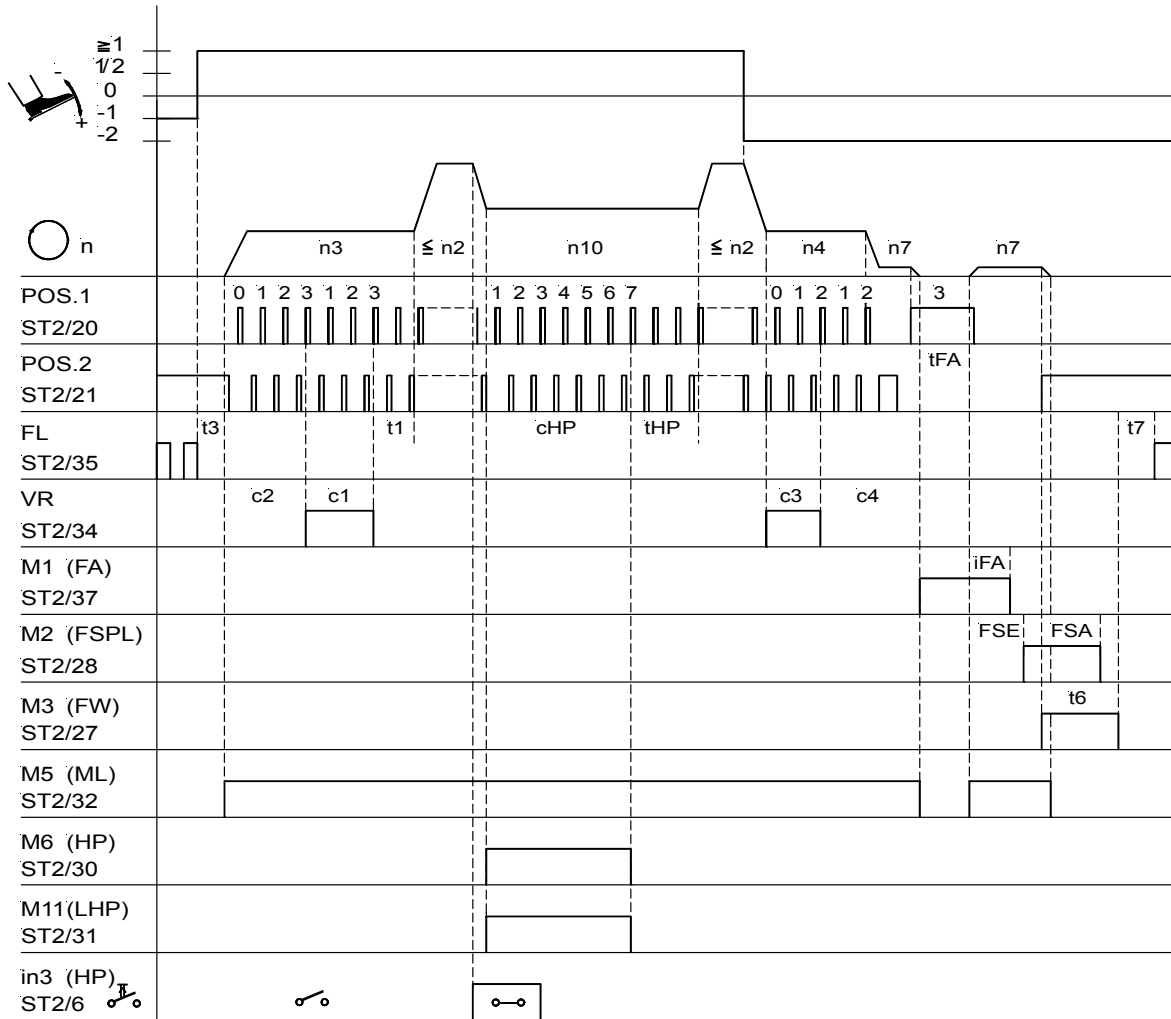 ≧1
1/2
0
-1
-2
-
+
n
n3
≦ n2
n10
≦ n2
n4
n7
n7
POS.1
ST2/20
0 1 2 3 1 2 3
1 2 3 4 5 6 7
0 1 2 1 2
3
POS.2
ST2/21
tFA
FL
ST2/35
t3
t1
cHP
tHP
t7
VR
ST2/34
c2
c1
c3
c4
M1 (FA)
ST2/37
iFA
M2 (FSPL)
ST2/28
FSE
FSA
M3 (FW)
ST2/27
t6
M5 (ML)
ST2/32
M6 (HP)
ST2/30
M11(LHP)
ST2/31
in3 (HP)
ST2/6